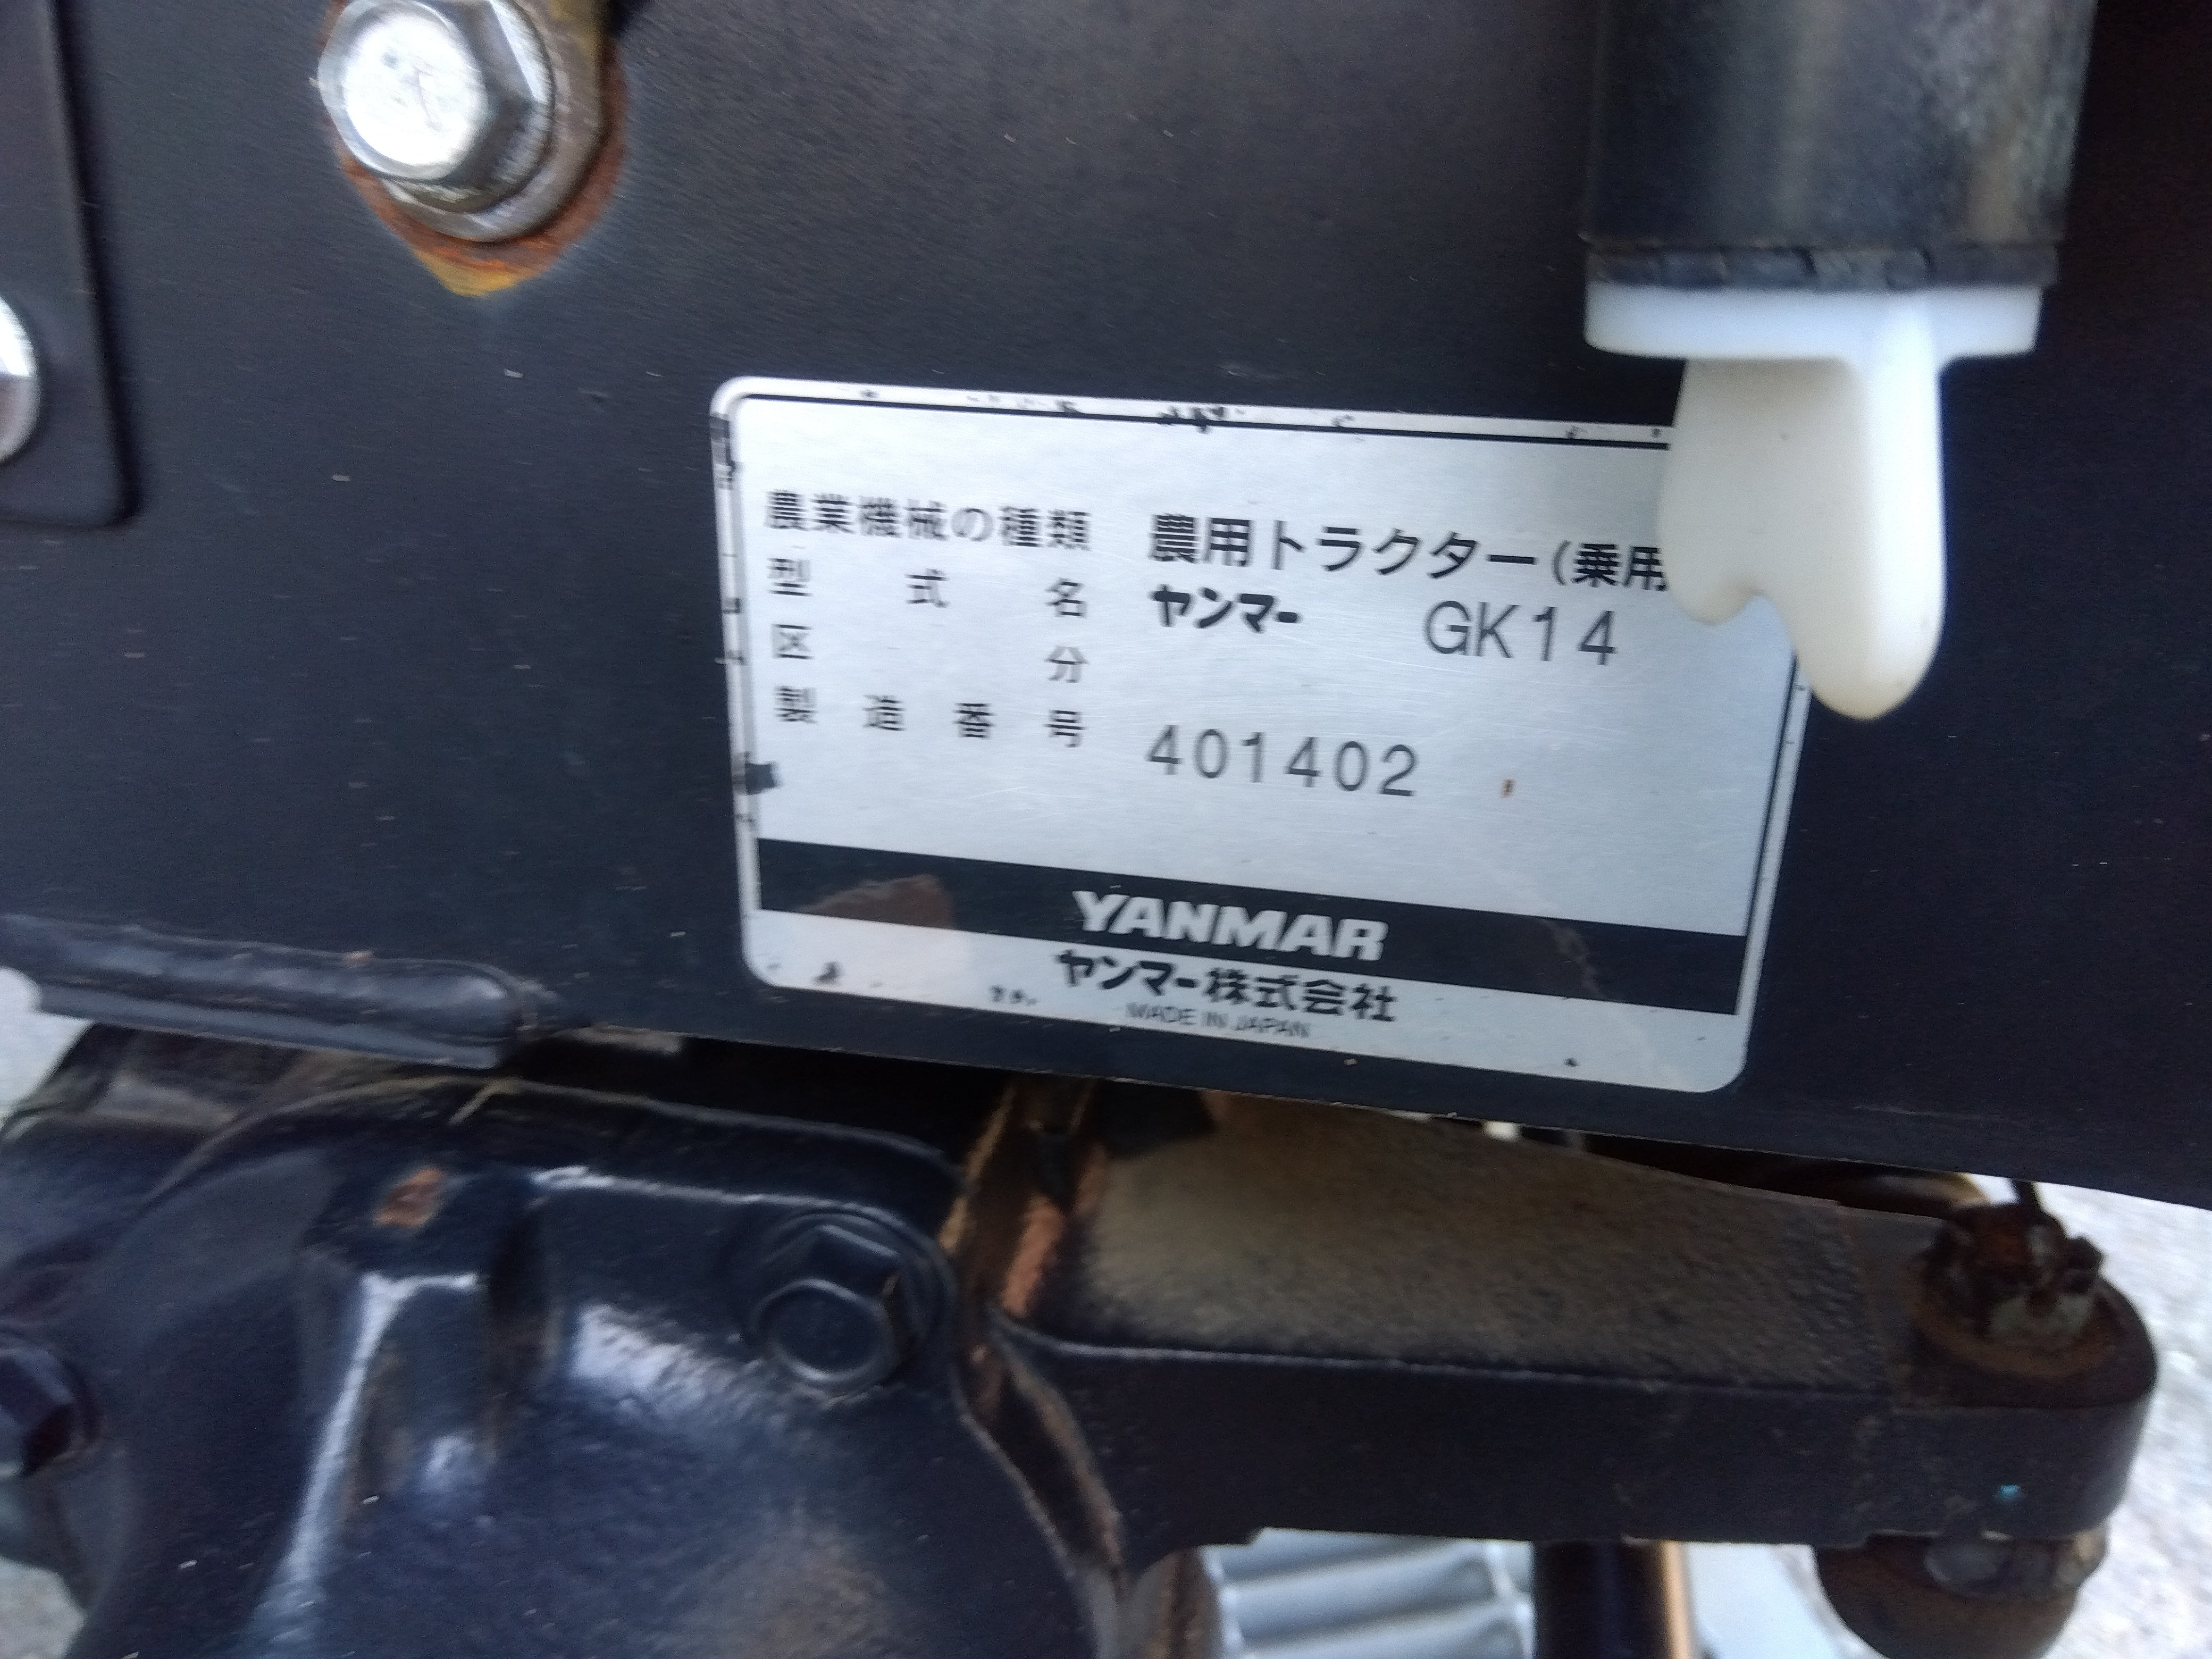 農業機械の種類 農用トラクター(乗用
型式名 ヤンマー GK14
区分
製造番号 401402
YANMAR
ヤンマー株式会社
MADE IN JAPAN